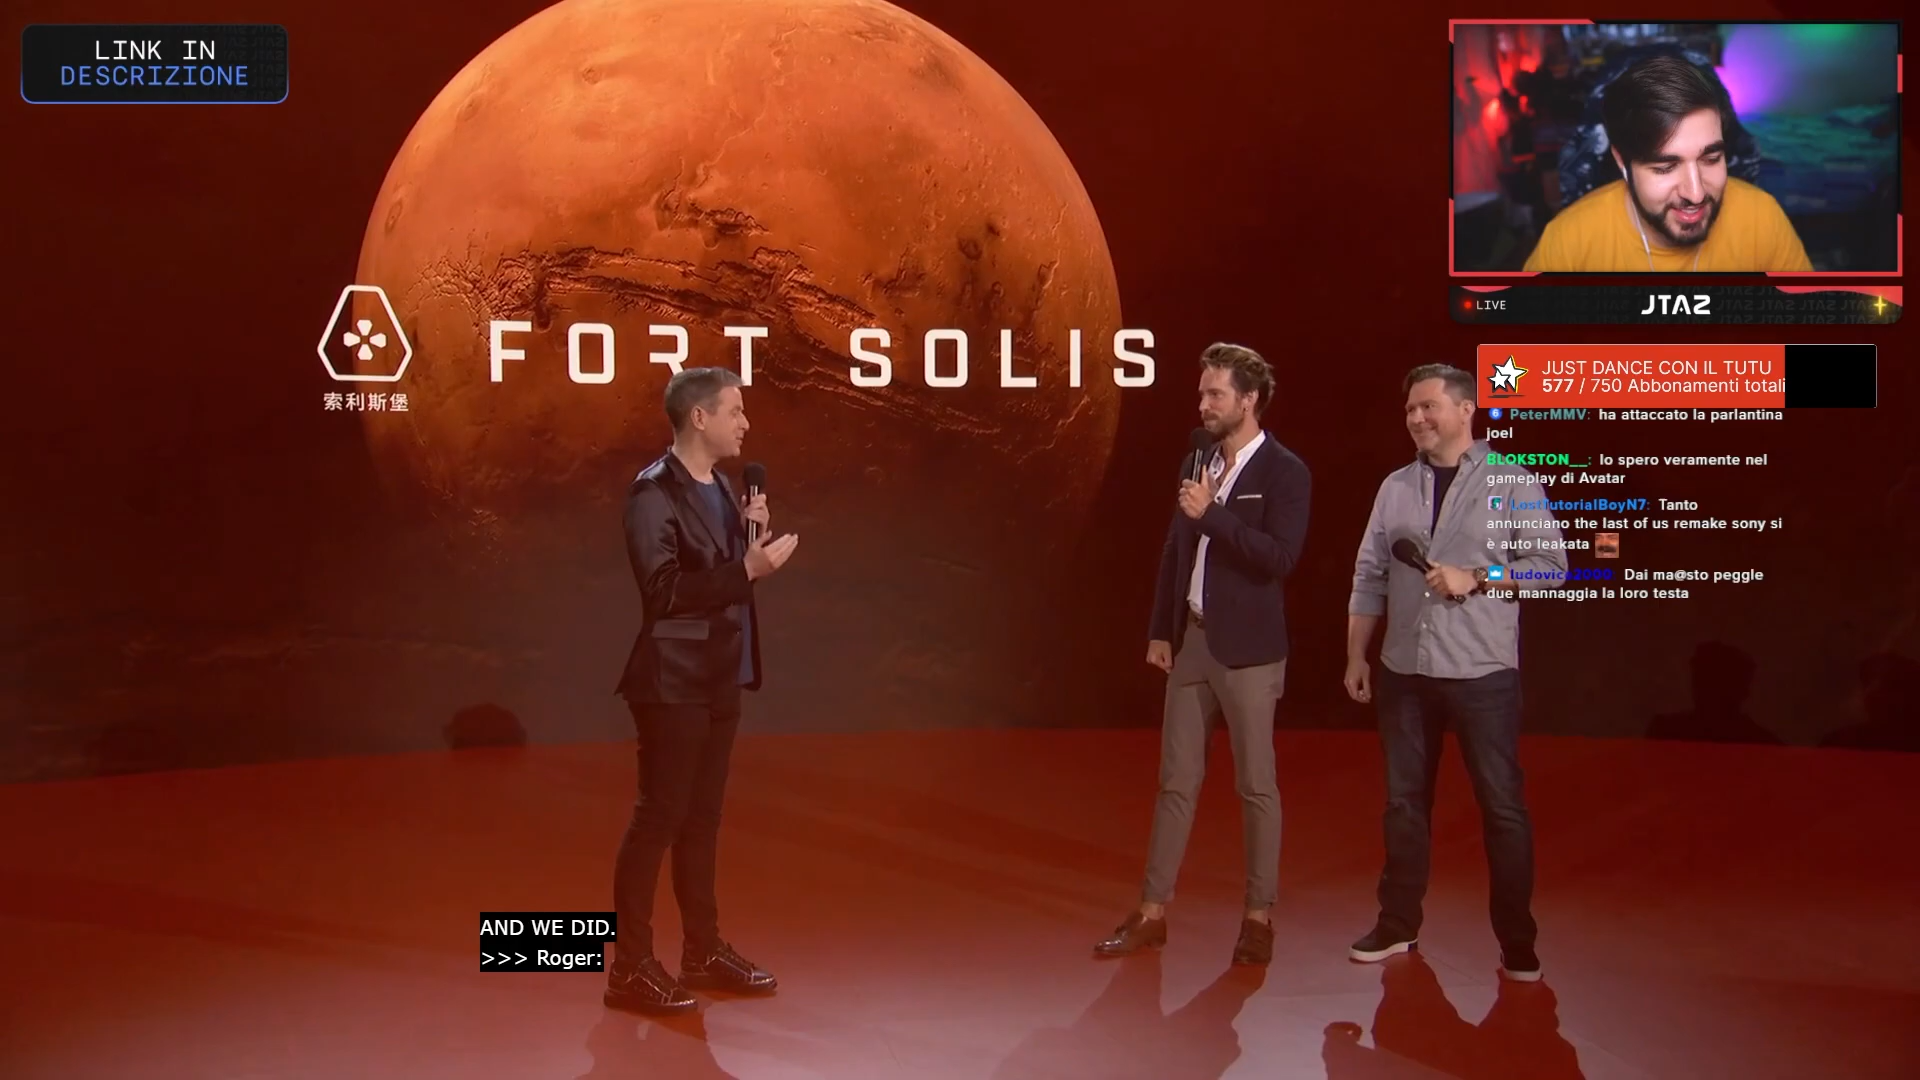 LINK IN
DESCRIZIONE
FORT SOLIS
索利斯堡
LIVE
JTAZ
JUST DANCE CON IL TUTU
577 / 750 Abbonamenti totali
PeterMMV: ha attaccato la parlantina
joel
BLOKSTON__: lo spero veramente nel
gameplay di Avatar
LostTutorialBoyN7: Tanto
annunciano the last of us remake sony si
è auto leakata
ludovico2000: Dai ma@sto peggle
due mannaggia la loro testa
AND WE DID.
>>> Roger: